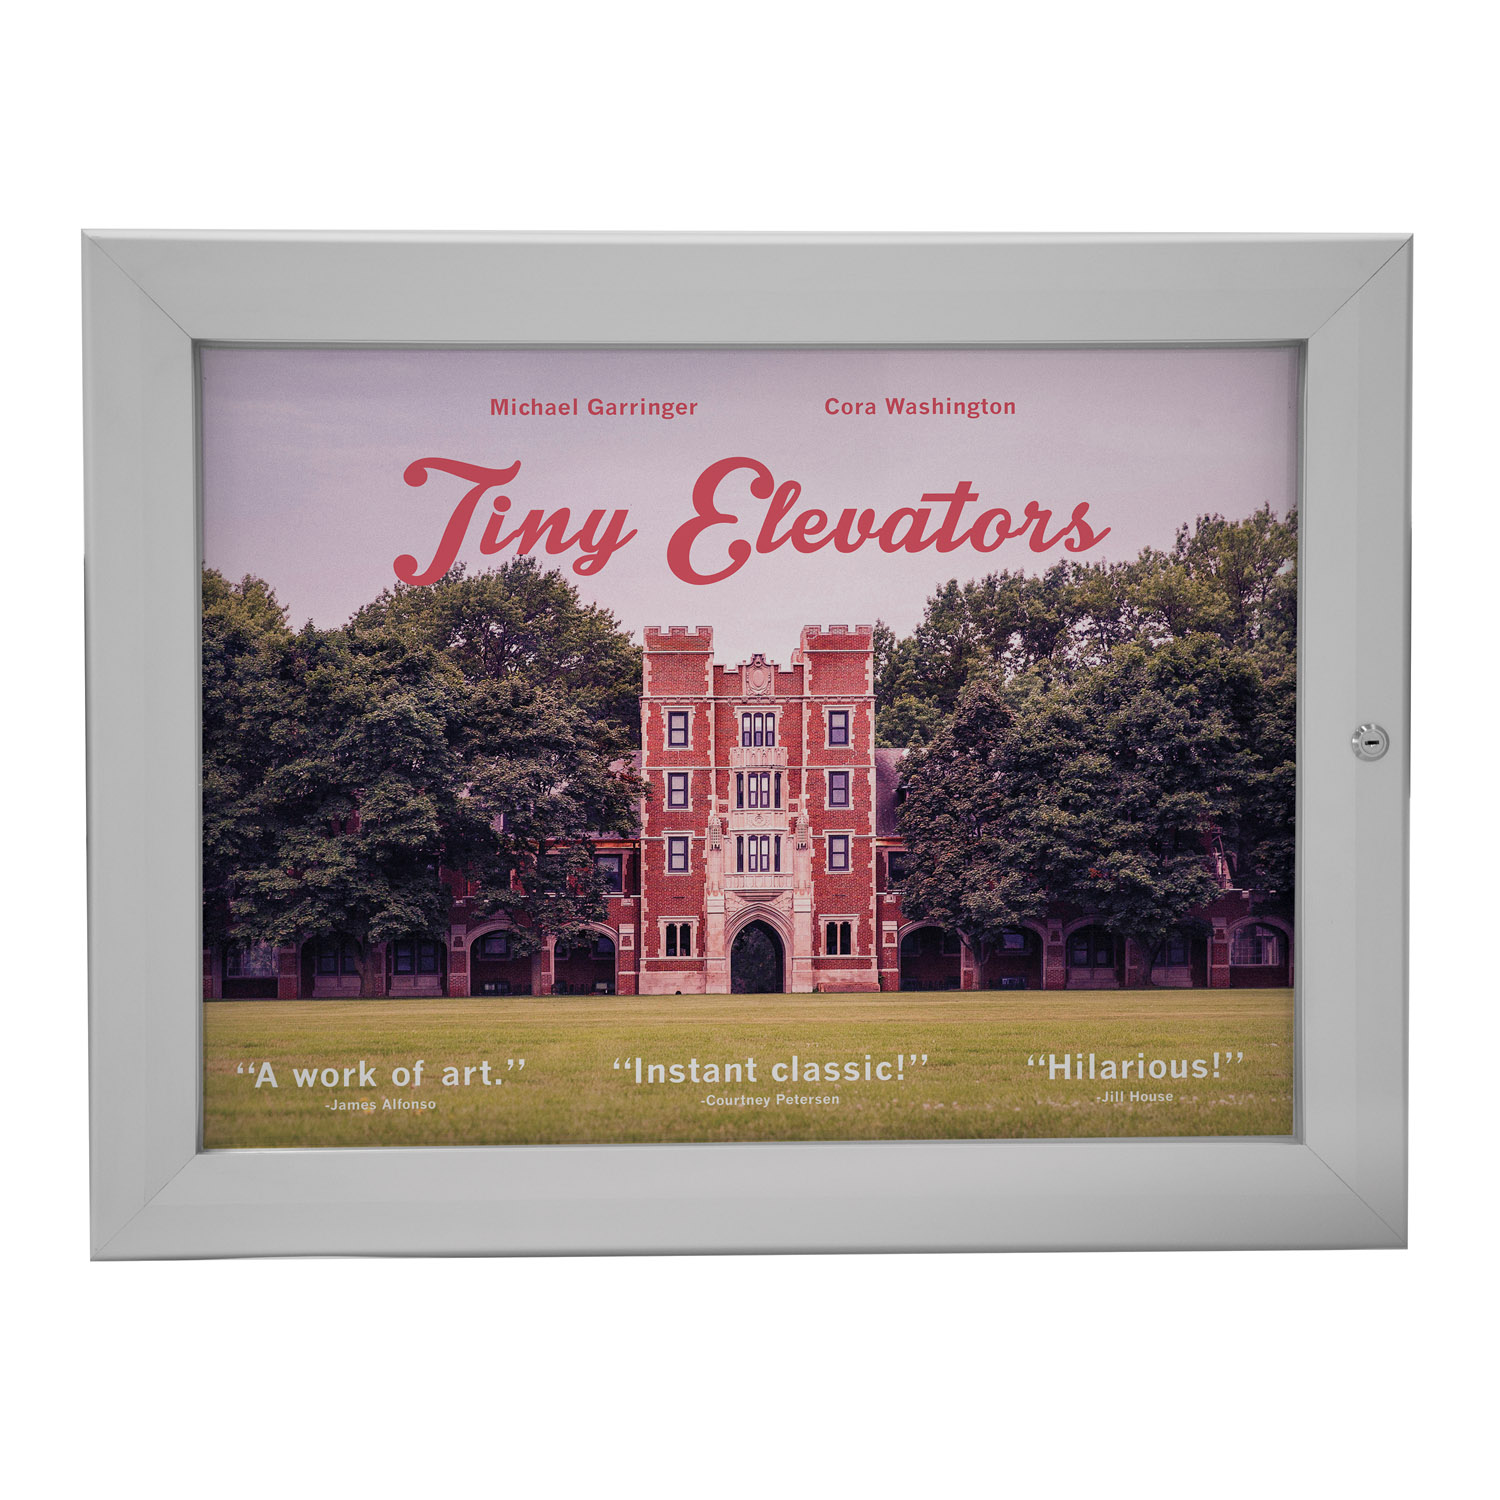 Michael Garringer Cora Washington
Tiny Elevators
“A work of art.” “Instant classic!” “Hilarious!”
-James Alfonso -Courtney Petersen -Jill House